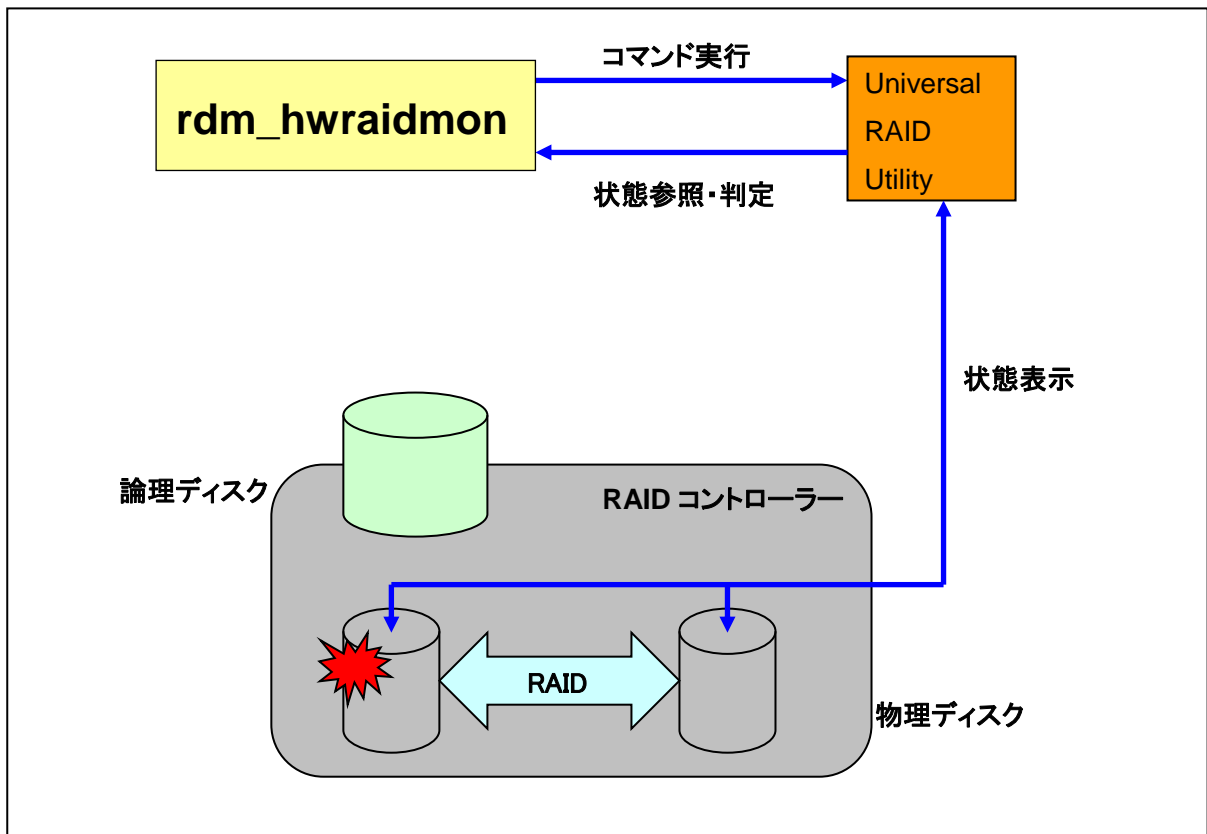 コマンド実行
rdm_hwraidmon
Universal
RAID
Utility
状態参照・判定
状態表示
論理ディスク
RAID コントローラー
RAID
物理ディスク